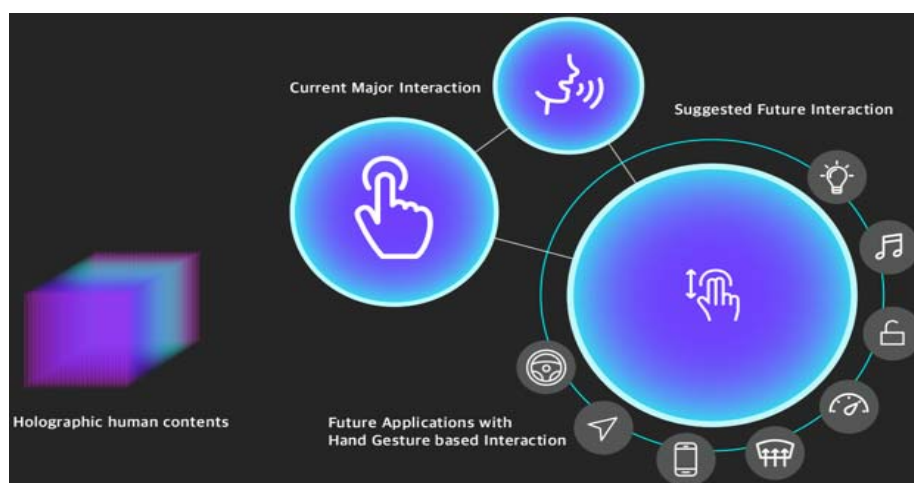 Current Major Interaction
Suggested Future Interaction
Holographic human contents
Future Applications with
Hand Gesture based Interaction